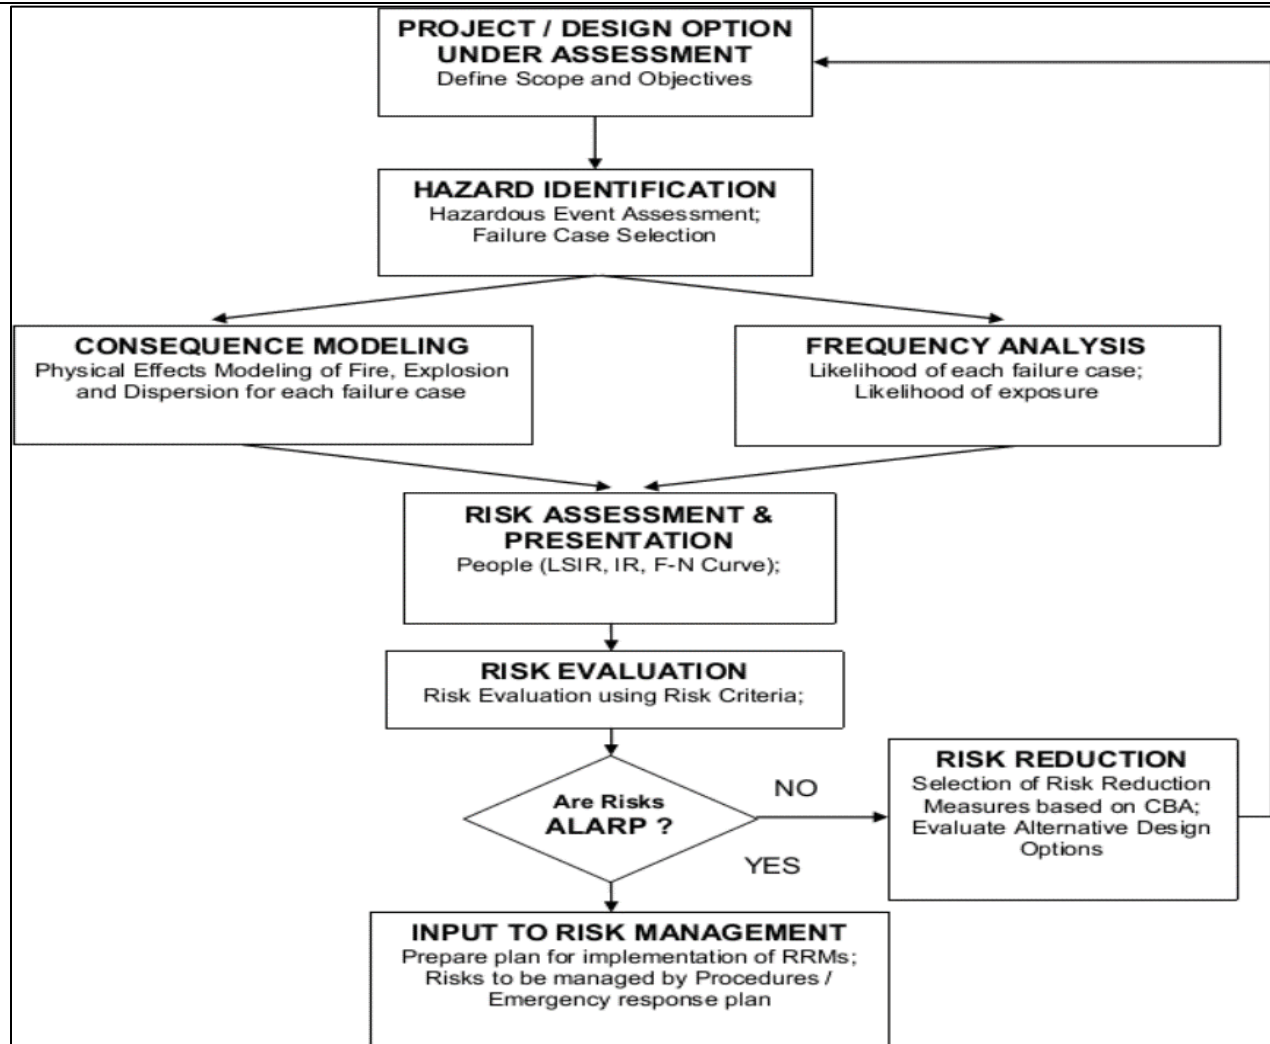 PROJECT / DESIGN OPTION
UNDER ASSESSMENT
Define Scope and Objectives
HAZARD IDENTIFICATION
Hazardous Event Assessment;
Failure Case Selection
CONSEQUENCE MODELING
Physical Effects Modeling of Fire, Explosion
and Dispersion for each failure case
FREQUENCY ANALYSIS
Likelihood of each failure case;
Likelihood of exposure
RISK ASSESSMENT &
PRESENTATION
People (LSIR, IR, F-N Curve);
RISK EVALUATION
Risk Evaluation using Risk Criteria;
Are Risks
ALARP ?
NO
YES
RISK REDUCTION
Selection of Risk Reduction
Measures based on CBA;
Evaluate Alternative Design
Options
INPUT TO RISK MANAGEMENT
Prepare plan for implementation of RRMs;
Risks to be managed by Procedures /
Emergency response plan